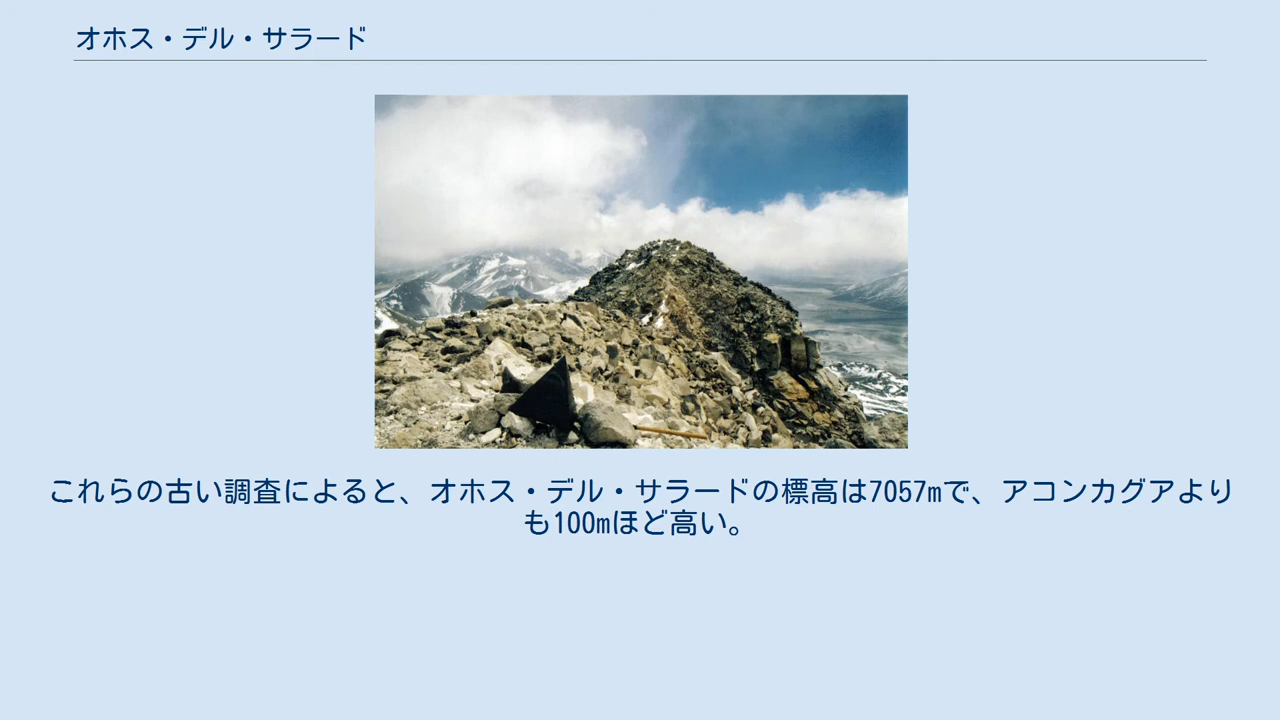 オホス・デル・サラード
これらの古い調査によると、オホス・デル・サラードの標高は7057mで、アコンカグアより
も100mほど高い。